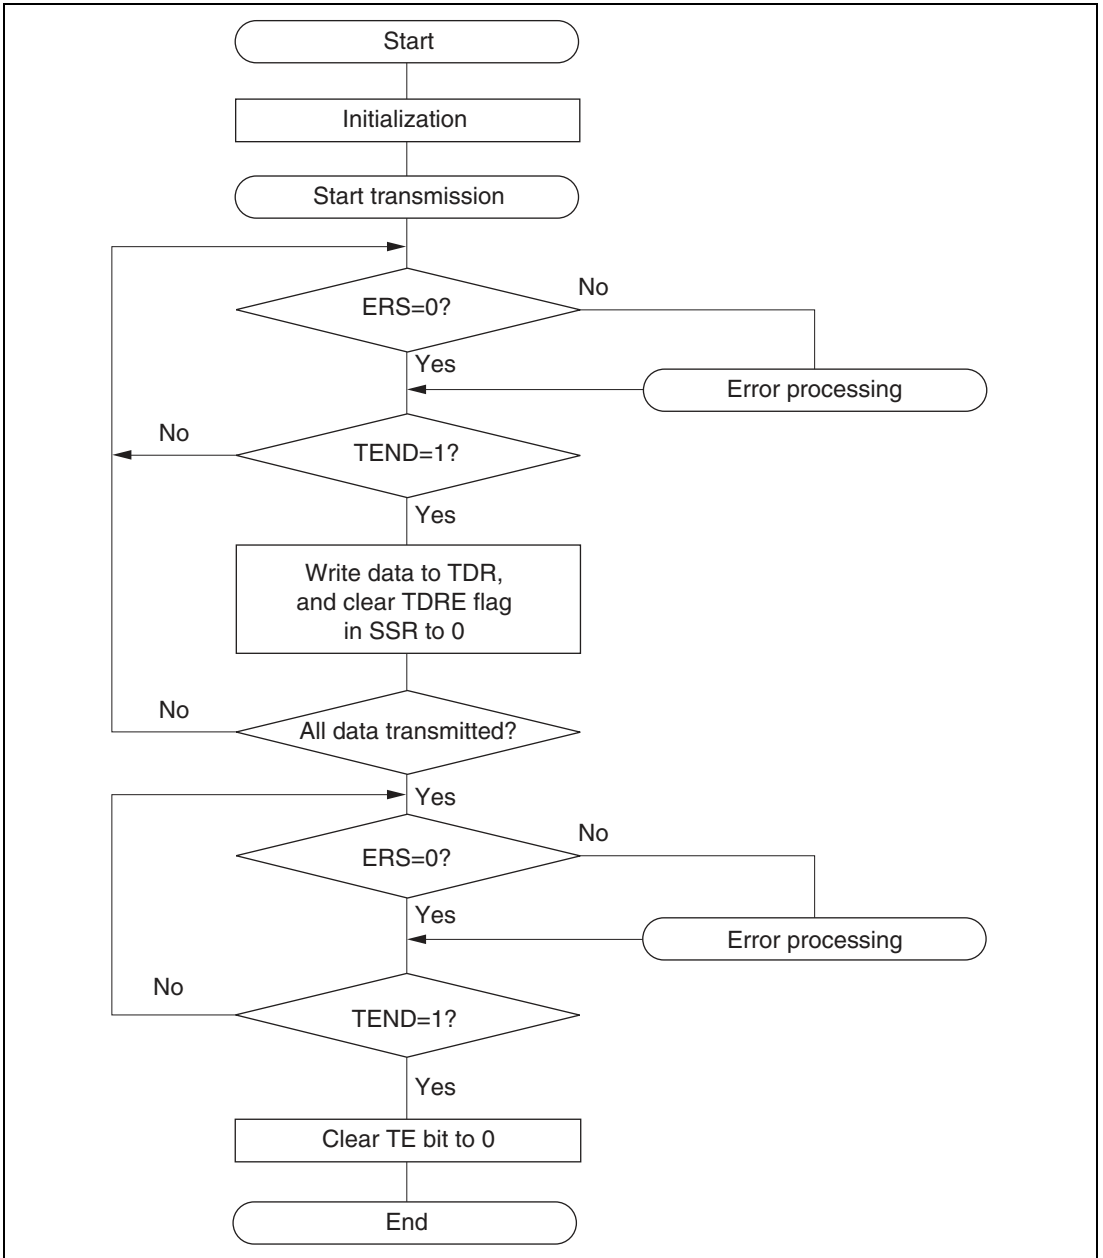 Start
Initialization
Start transmission
ERS=0?
No
Yes
Error processing
No
TEND=1?
Yes
Write data to TDR,
and clear TDRE flag
in SSR to 0
No
All data transmitted?
Yes
ERS=0?
No
Yes
Error processing
No
TEND=1?
Yes
Clear TE bit to 0
End